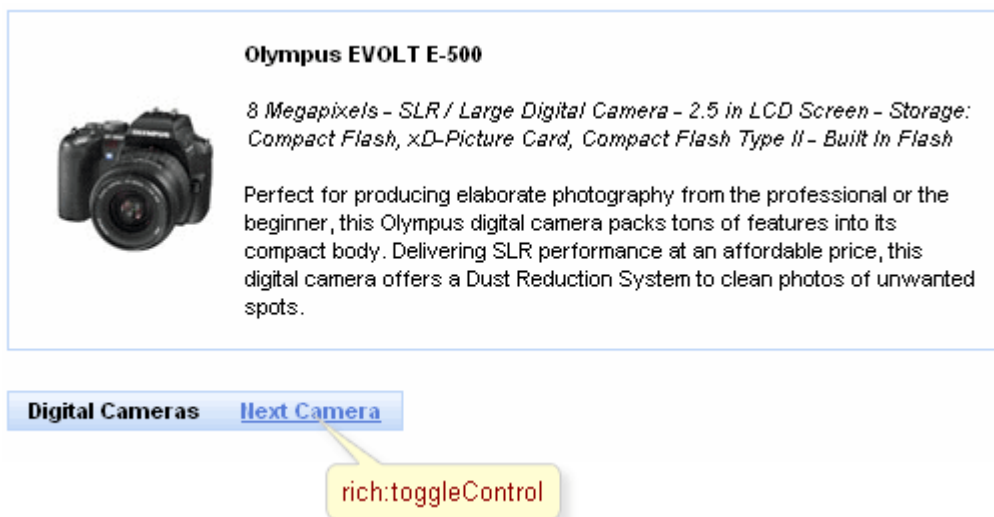 Olympus EVOLT E-500
8 Megapixels - SLR / Large Digital Camera - 2.5 in LCD Screen - Storage:
Compact Flash, xD-Picture Card, Compact Flash Type II - Built In Flash
Perfect for producing elaborate photography from the professional or the
beginner, this Olympus digital camera packs tons of features into its
compact body. Delivering SLR performance at an affordable price, this
digital camera offers a Dust Reduction System to clean photos of unwanted
spots.
Digital Cameras Next Camera
rich:toggleControl